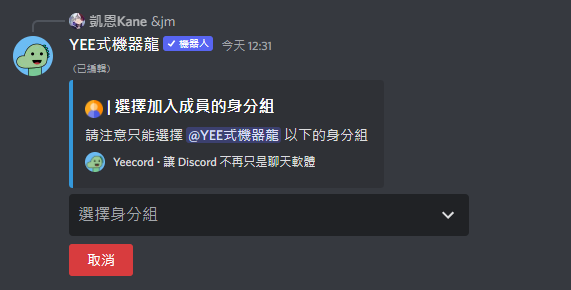 凱恩Kane &jm
YEE式機器龍 機器人 今天 12:31
(已編輯)
| 選擇加入成員的身分組
請注意只能選擇 @YEE式機器龍 以下的身分組
Yeecord · 讓 Discord 不再只是聊天軟體
選擇身分組
取消